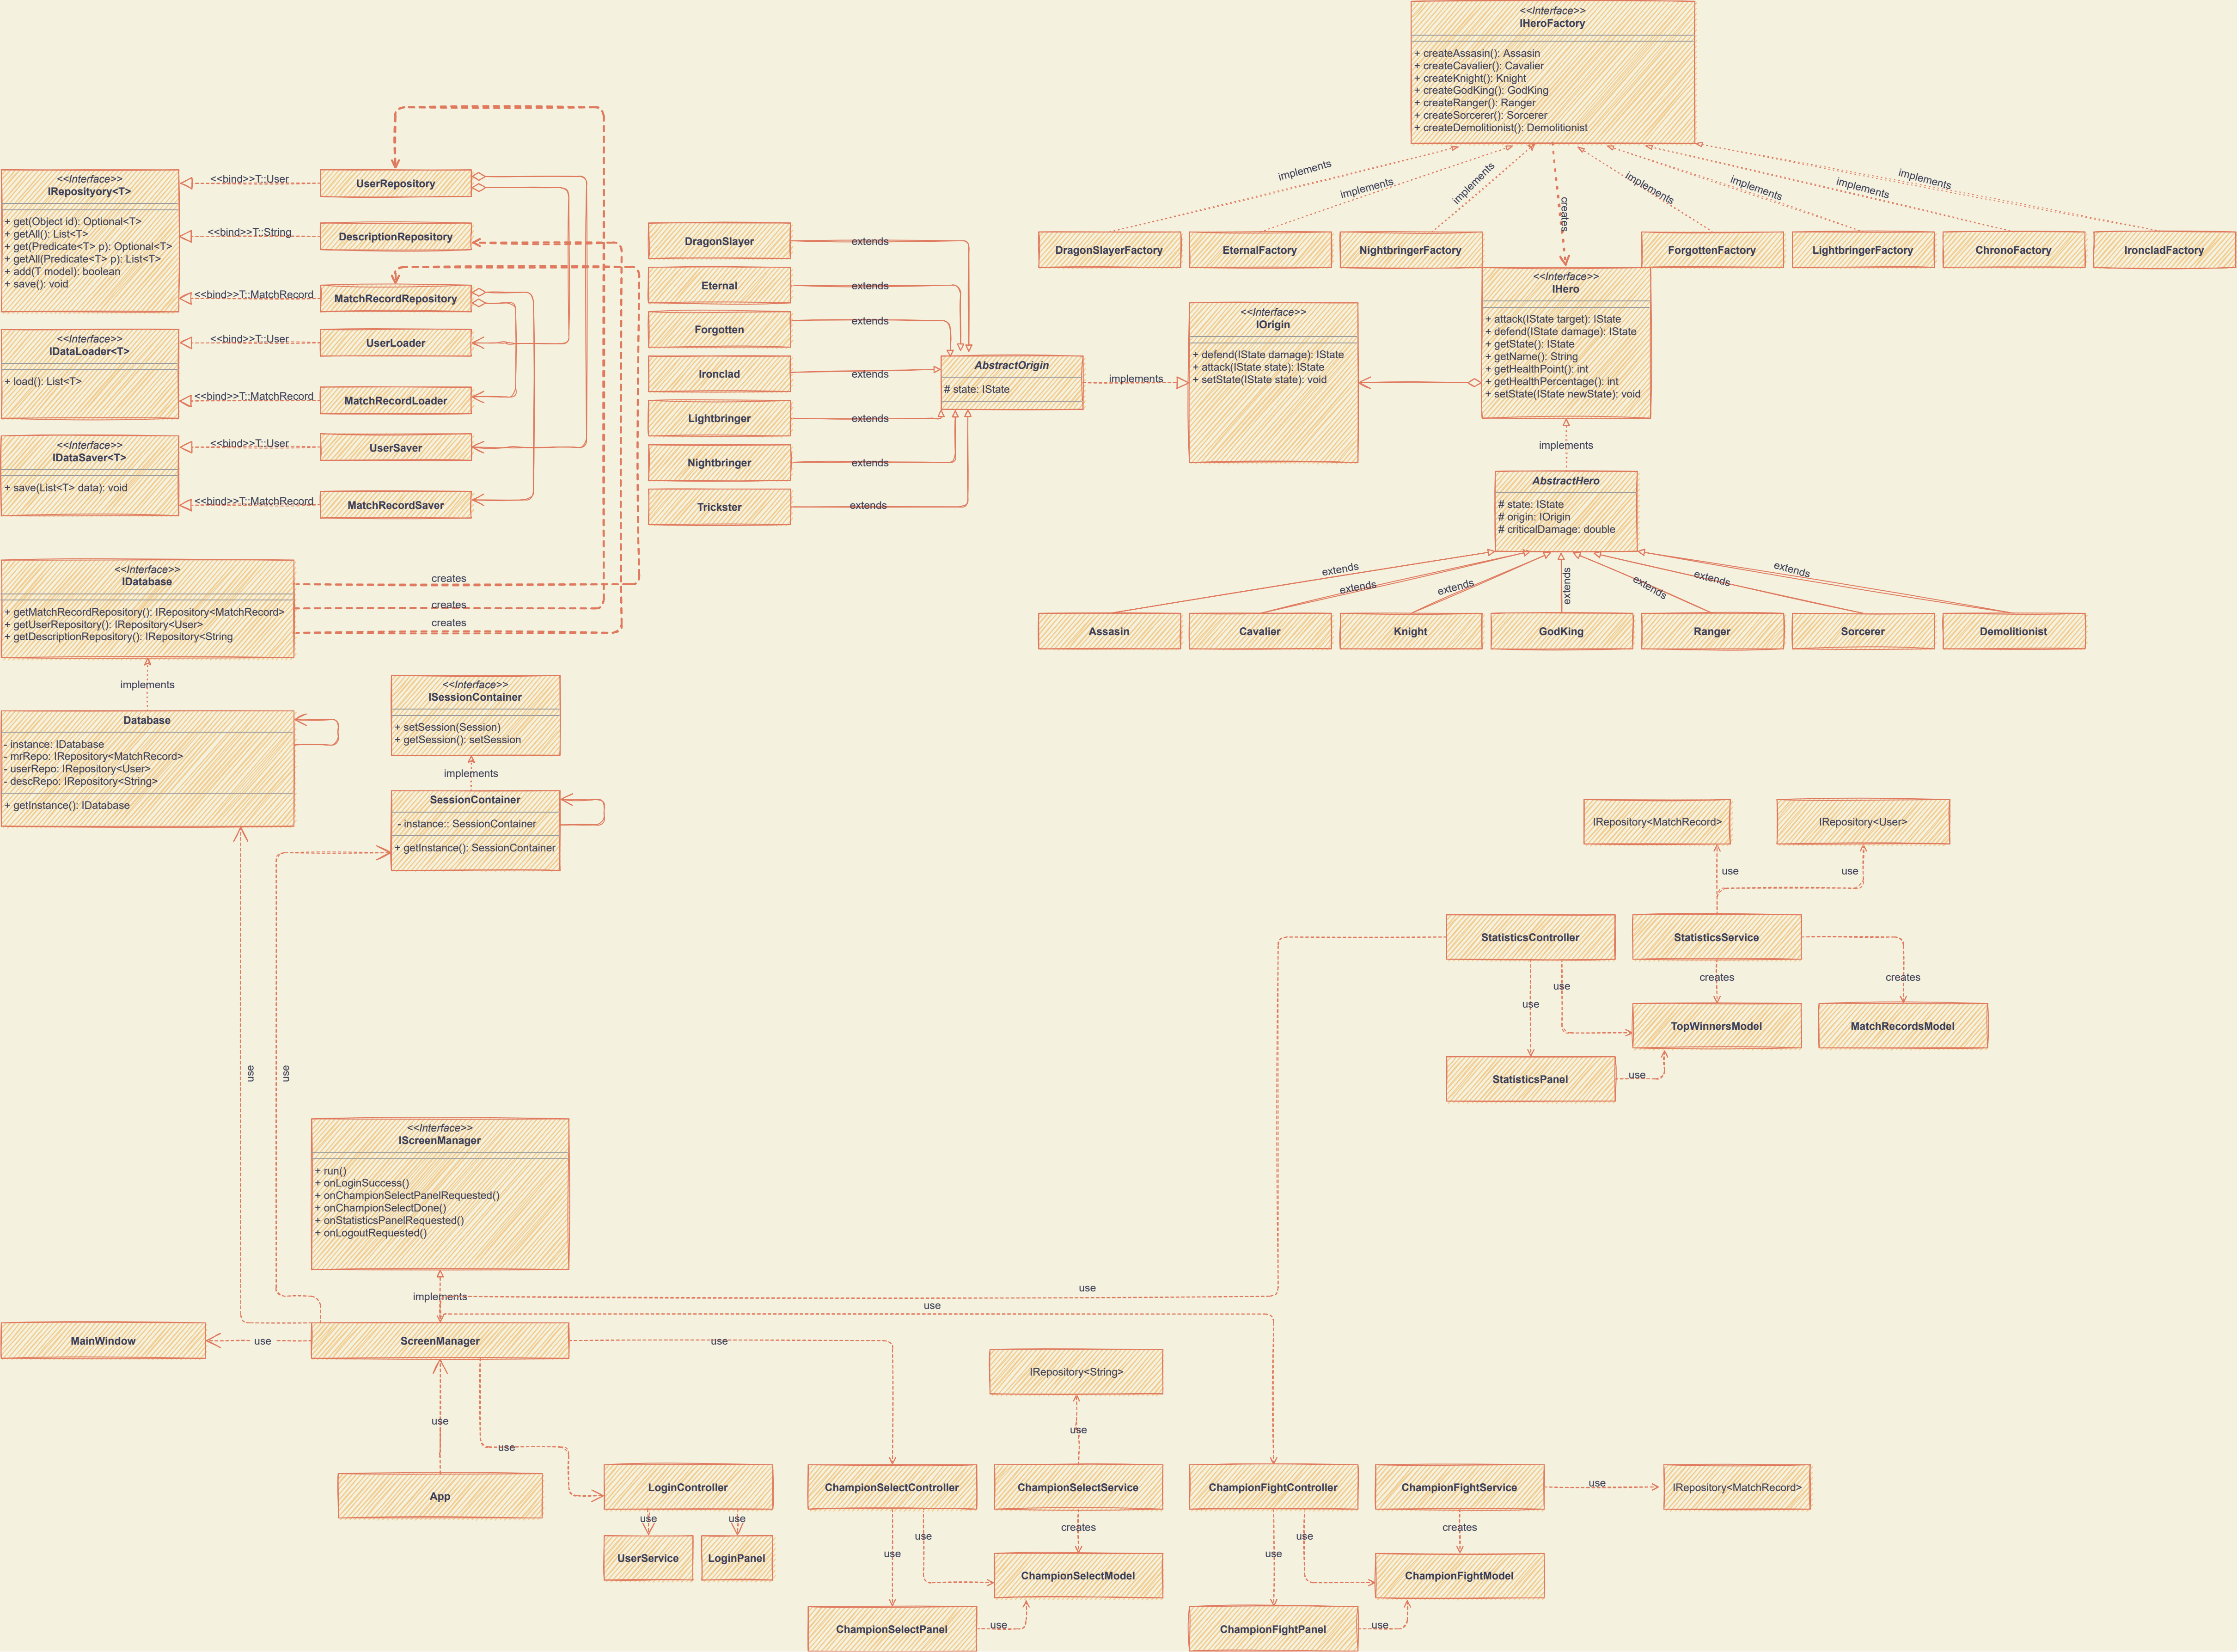 <<Interface>>
IHeroFactory
+ createAssasin(): Assasin
+ createCavalier(): Cavalier
+ createKnight(): Knight
+ createGodKing(): GodKing
+ createRanger(): Ranger
+ createSorcerer(): Sorcerer
+ createDemolitionist(): Demolitionist
implements
implements
implements
creates
implements
implements
implements
implements
DragonSlayerFactory
EternalFactory
NightbringerFactory
ForgottenFactory
LightbringerFactory
ChronoFactory
IroncladFactory
<<Interface>>
IReposityory<T>
+ get(Object id): Optional<T>
+ getAll(): List<T>
+ get(Predicate<T> p): Optional<T>
+ getAll(Predicate<T> p): List<T>
+ add(T model): boolean
+ save(): void
<<bind>>T::User
UserRepository
<<bind>>T::String
DescriptionRepository
<<bind>>T::MatchRecord
MatchRecordRepository
<<Interface>>
IDataLoader<T>
+ load(): List<T>
<<bind>>T::User
UserLoader
<<bind>>T::MatchRecord
MatchRecordLoader
<<Interface>>
IDataSaver<T>
+ save(List<T> data): void
<<bind>>T::User
UserSaver
<<bind>>T::MatchRecord
MatchRecordSaver
DragonSlayer
extends
Eternal
extends
Forgotten
extends
Ironclad
extends
Lightbringer
extends
Nightbringer
extends
Trickster
extends
AbstractOrigin
# state: IState
implements
<<Interface>>
IOrigin
+ defend(IState damage): IState
+ attack(IState state): IState
+ setState(IState state): void
<<Interface>>
IHero
+ attack(IState target): IState
+ defend(IState damage): IState
+ getState(): IState
+ getName(): String
+ getHealthPoint(): int
+ getHealthPercentage(): int
+ setState(IState newState): void
implements
AbstractHero
# state: IState
# origin: IOrigin
# criticalDamage: double
extends
extends
extends
extends
extends
extends
extends
Assasin
Cavalier
Knight
GodKing
Ranger
Sorcerer
Demolitionist
<<Interface>>
IDatabase
+ getMatchRecordRepository(): IRepository<MatchRecord>
+ getUserRepository(): IRepository<User>
+ getDescriptionRepository(): IRepository<String
creates
creates
creates
implements
Database
- instance: IDatabase
- mrRepo: IRepository<MatchRecord>
- userRepo: IRepository<User>
- descRepo: IRepository<String>
+ getInstance(): IDatabase
<<Interface>>
ISessionContainer
+ setSession(Session)
+ getSession(): setSession
implements
SessionContainer
- instance:: SessionContainer
+ getInstance(): SessionContainer
IRepository<MatchRecord>
IRepository<User>
use
use
StatisticsController
StatisticsService
use
use
creates
creates
TopWinnersModel
MatchRecordsModel
StatisticsPanel
use
use
use
<<Interface>>
IScreenManager
+ run()
+ onLoginSuccess()
+ onChampionSelectPanelRequested()
+ onChampionSelectDone()
+ onStatisticsPanelRequested()
+ onLogoutRequested()
implements
use
use
MainWindow
use
ScreenManager
use
use
App
use
LoginController
use
use
UserService
LoginPanel
IRepository<String>
use
ChampionSelectController
ChampionSelectService
use
use
creates
ChampionSelectModel
ChampionSelectPanel
use
ChampionFightController
ChampionFightService
use
IRepository<MatchRecord>
use
use
creates
ChampionFightModel
ChampionFightPanel
use